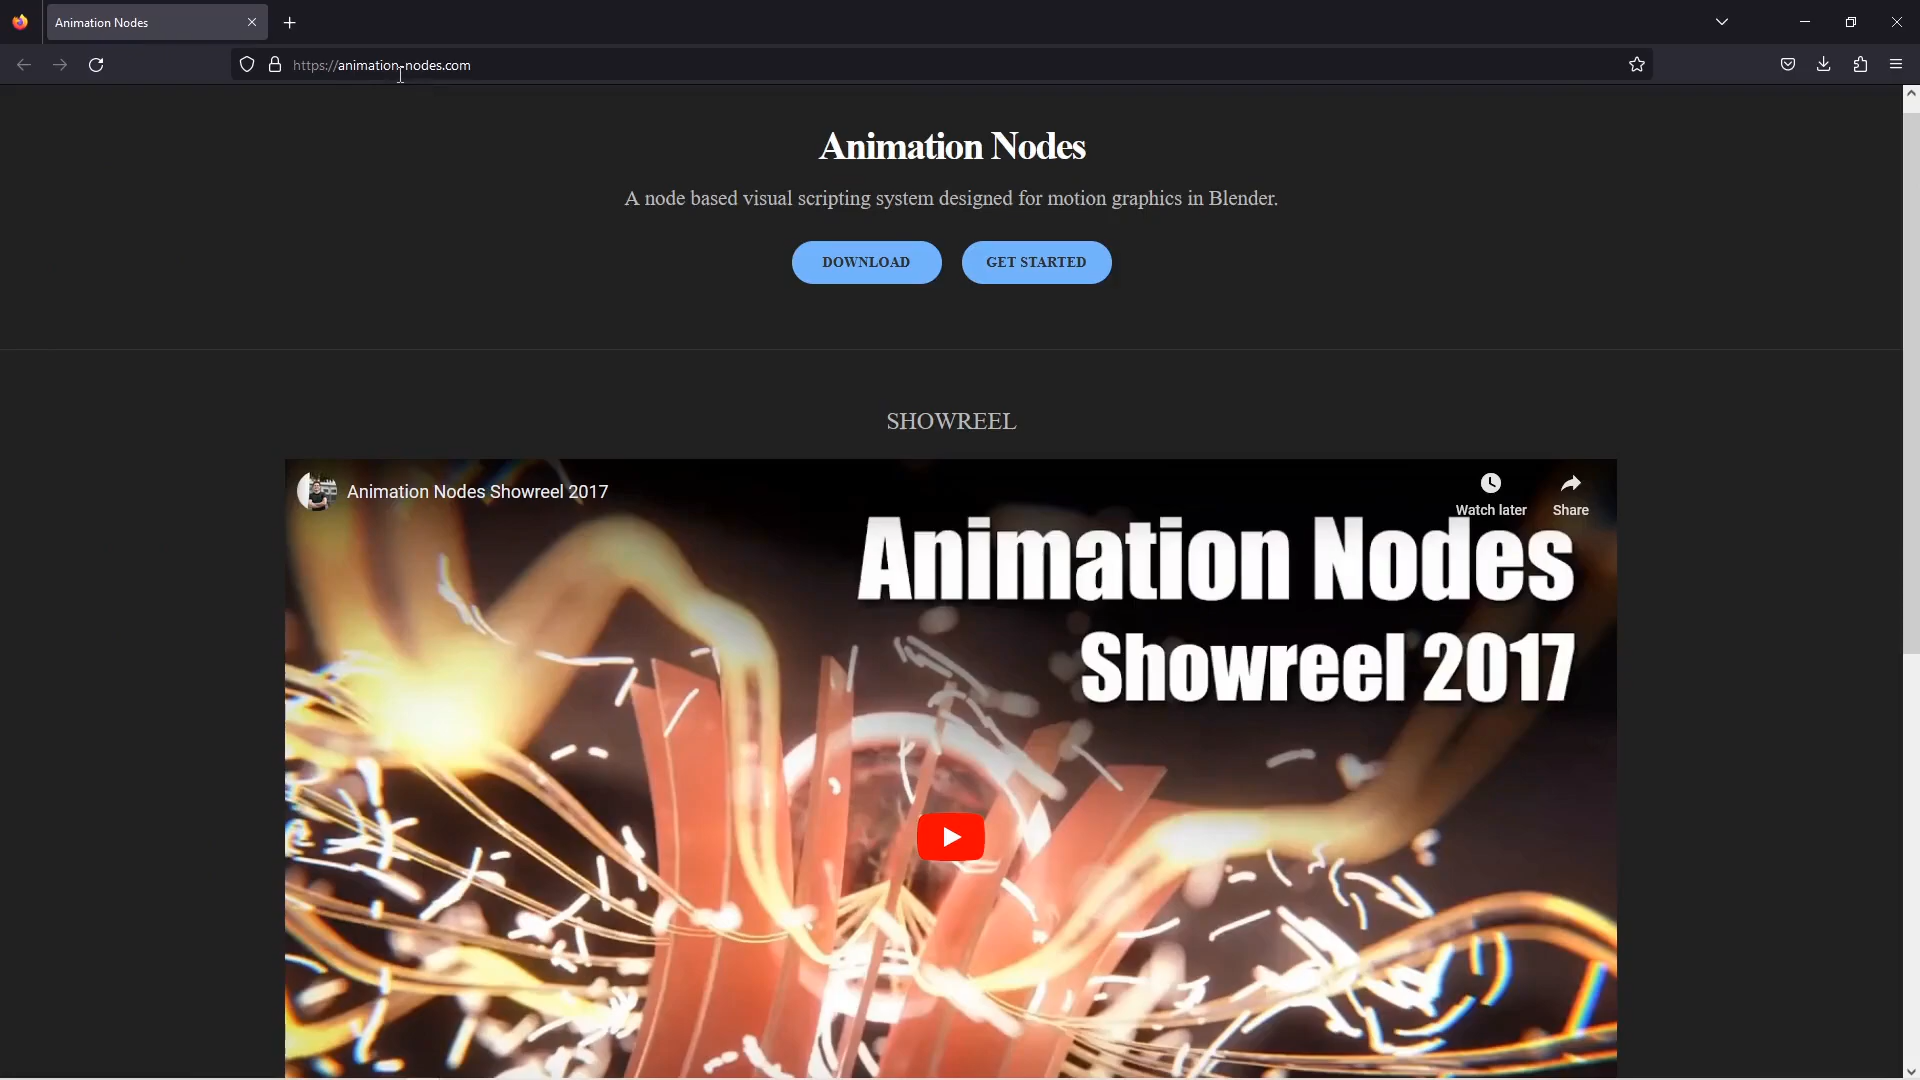 Animation Nodes
https://animation-nodes.com
Animation Nodes
A node based visual scripting system designed for motion graphics in Blender.
DOWNLOAD
GET STARTED
SHOWREEL
Animation Nodes Showreel 2017
Watch later
Share
Animation Nodes
Showreel 2017